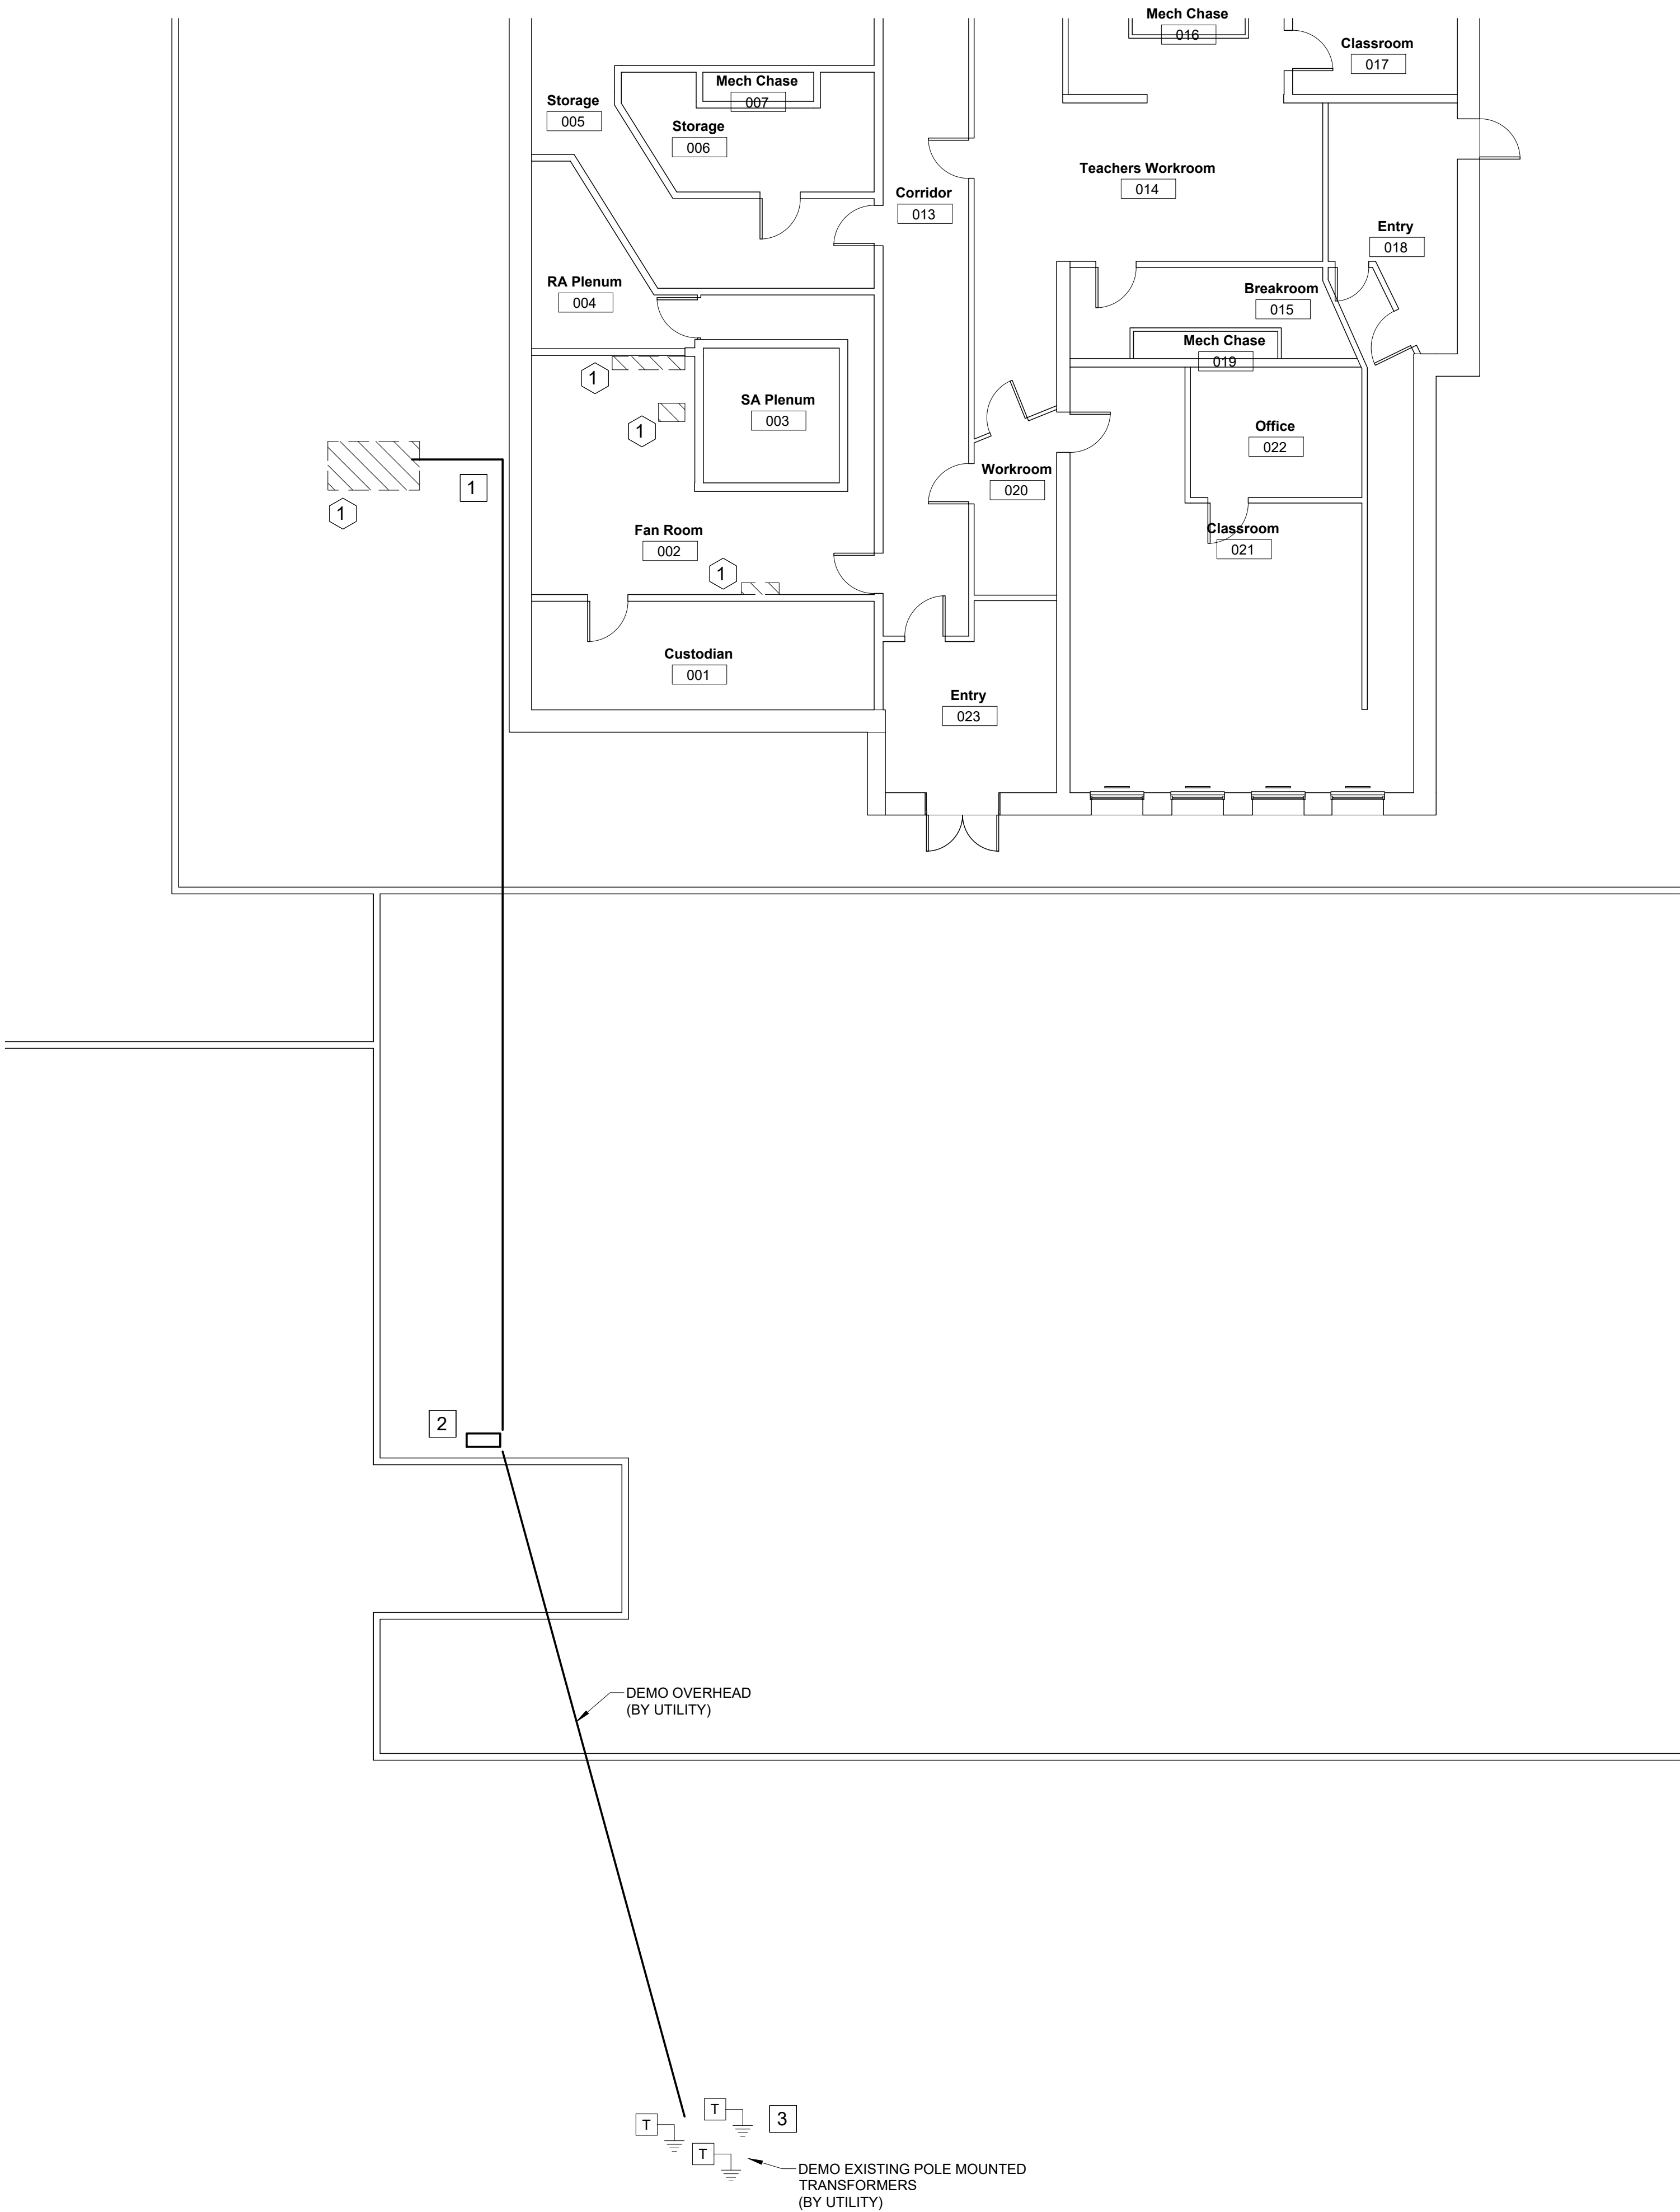 Mech Chase
016
Classroom
017
Mech Chase
007
Storage
005
Storage
006
Teachers Workroom
014
Corridor
013
Entry
018
RA Plenum
004
Breakroom
015
Mech Chase
019
1
SA Plenum
003
1
Office
022
1
1
Workroom
020
Fan Room
002
Classroom
021
1
Custodian
001
Entry
023
2
DEMO OVERHEAD
(BY UTILITY)
T
T
3
T
DEMO EXISTING POLE MOUNTED
TRANSFORMERS
(BY UTILITY)